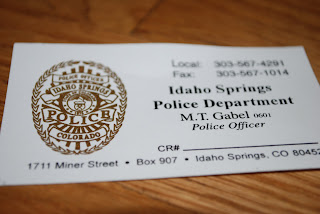 Local: 303-567-4291
Fax: 303-567-1014
POLICE OFFICER
IDAHO SPRINGS
POLICE
COLORADO
Idaho Springs
Police Department
M.T. Gabel 0601
Police Officer
CR#
1711 Miner Street • Box 907 • Idaho Springs, CO 80452